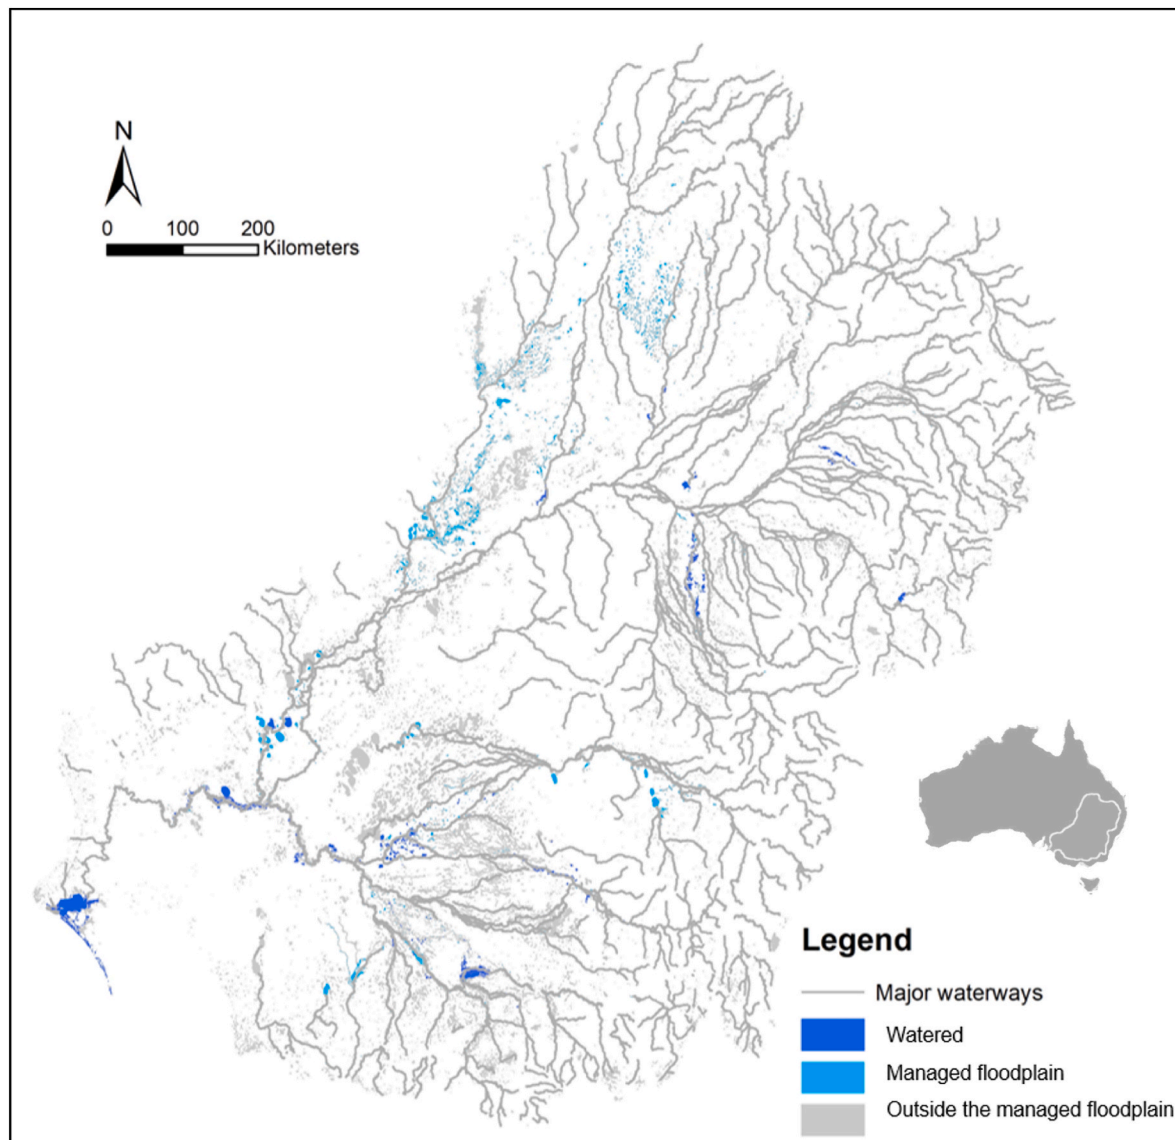 N
0 100 200
Kilometers
Legend
Major waterways
Watered
Managed floodplain
Outside the managed floodplain